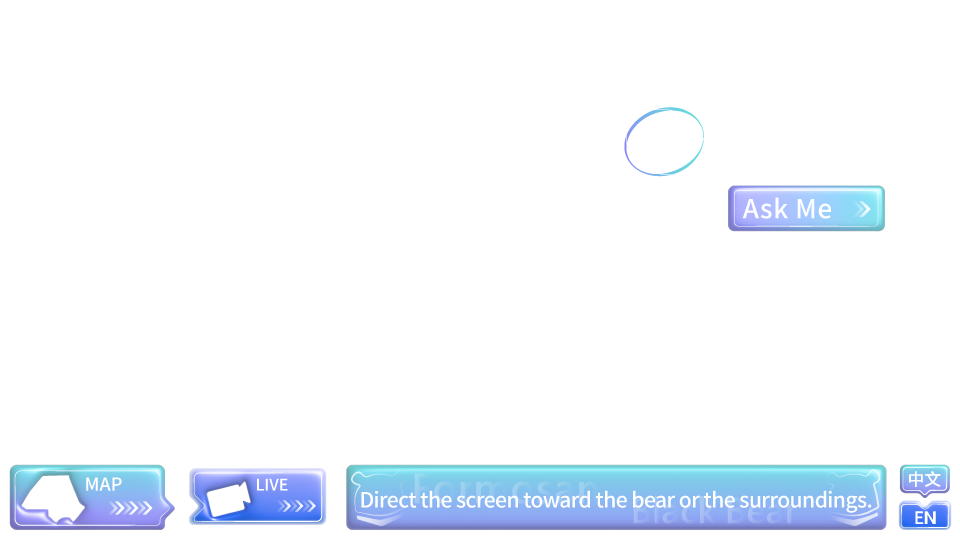 Ask Me
MAP
LIVE
Formosan
Black Bear
Direct the screen toward the bear or the surroundings.
中文
EN